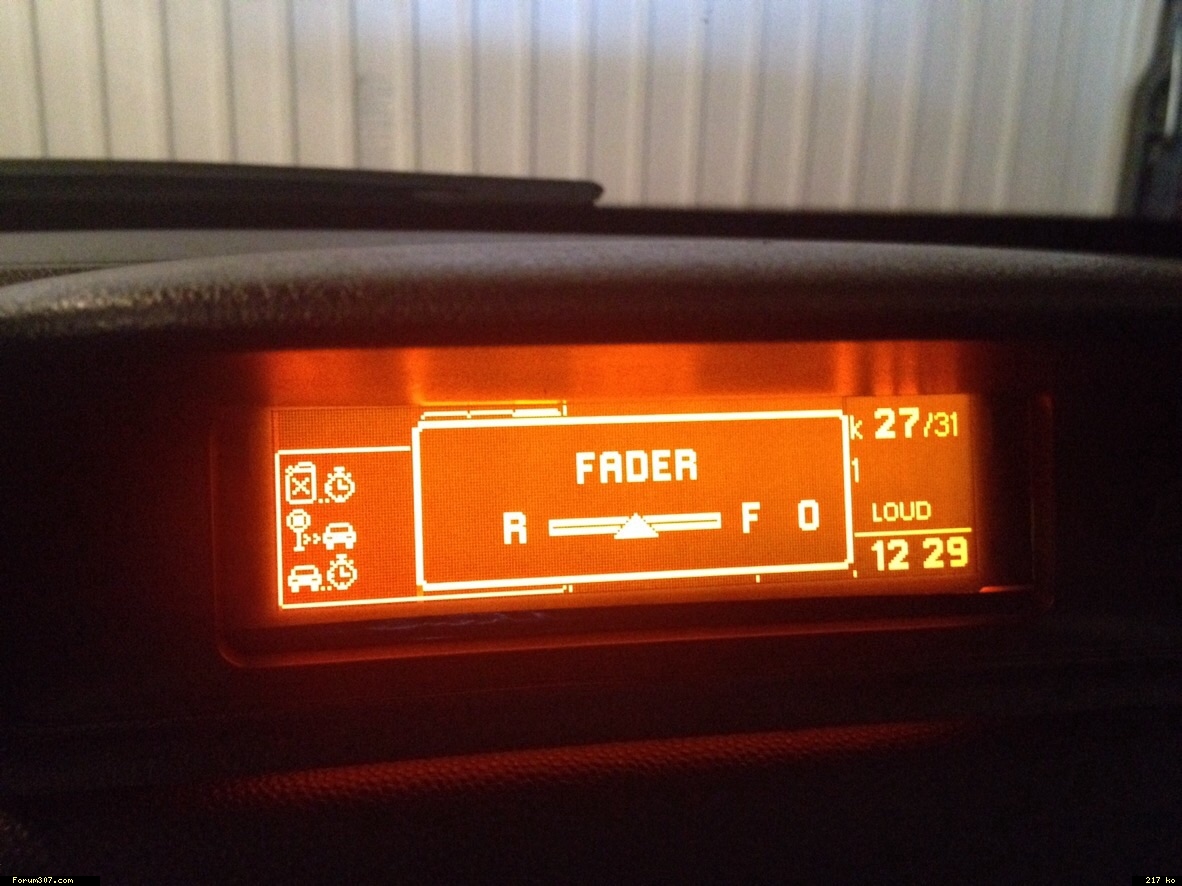 k 27/31
FADER
1
R F 0
LOUD
12 29
Forum307.com
217 ko